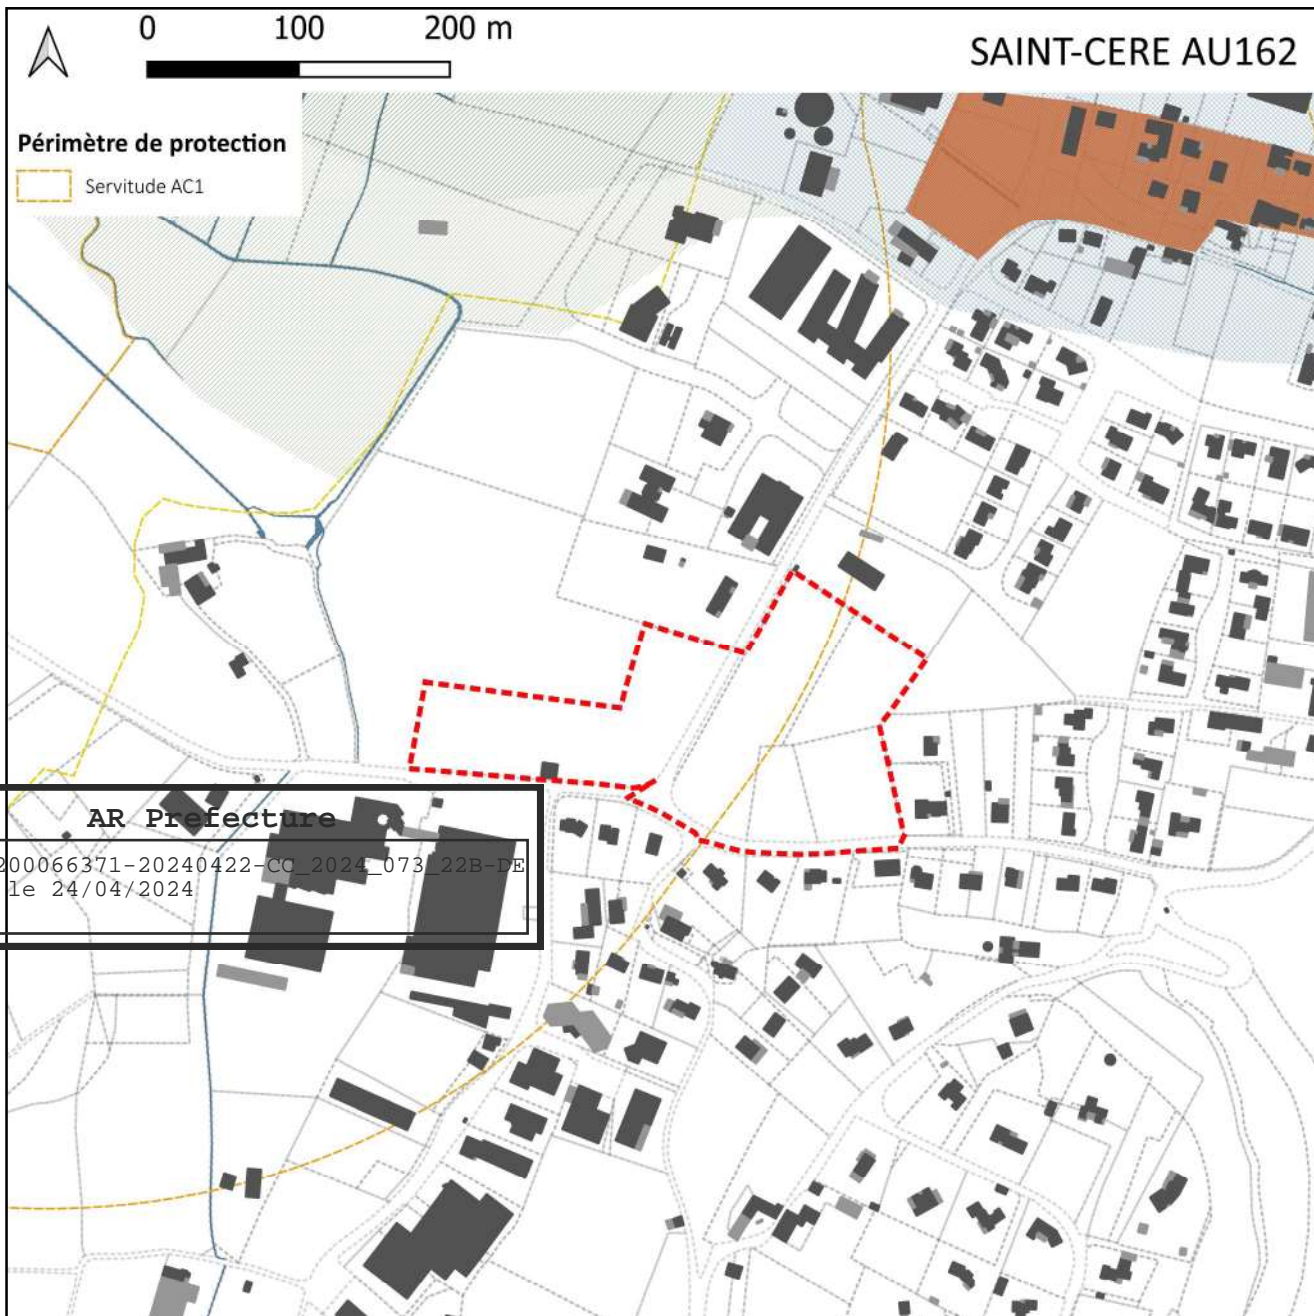 0 100 200 m
SAINT-CERE AU162
Périmètre de protection
Servitude AC1
AR Prefecture
200066371-20240422-CC_2024_073_22B-DE
le 24/04/2024